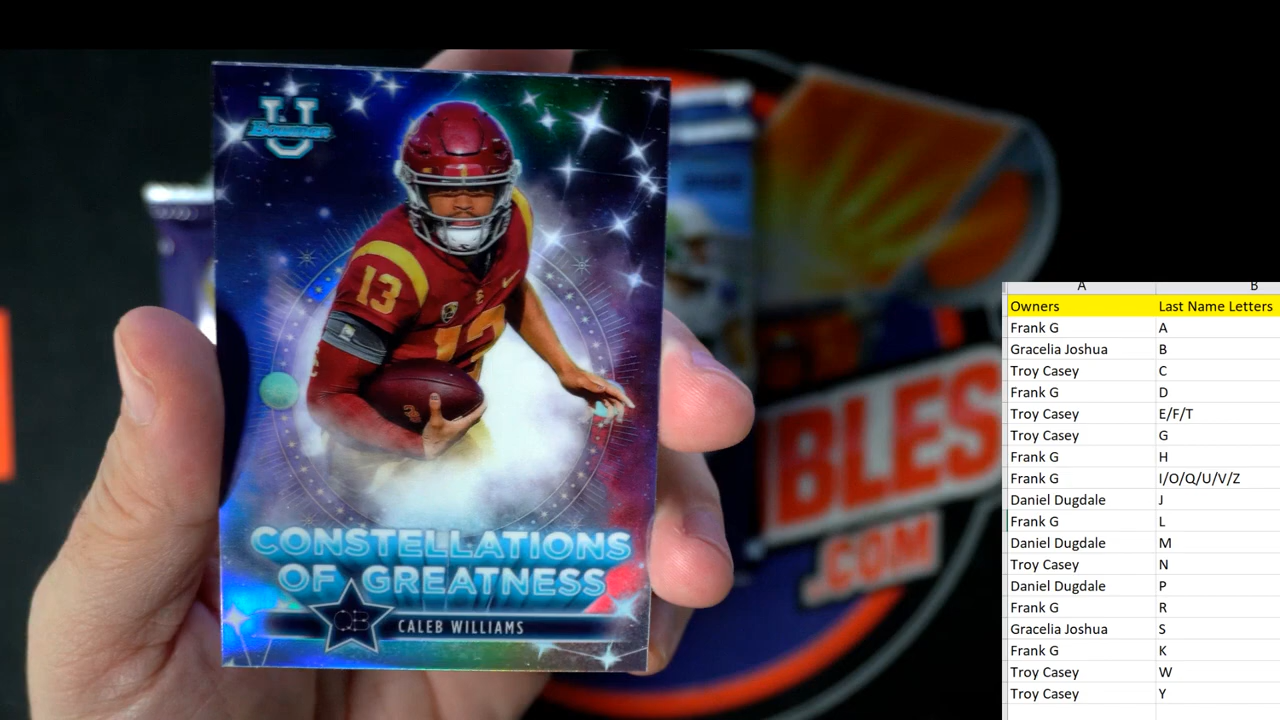 U
Bowman
13
13
CONSTELLATIONS
OF GREATNESS
QB
CALEB WILLIAMS
IBLES
.COM
A B
Owners Last Name Letters
Frank G A
Gracelia Joshua B
Troy Casey C
Frank G D
Troy Casey E/F/T
Troy Casey G
Frank G H
Frank G I/O/Q/U/V/Z
Daniel Dugdale J
Frank G L
Daniel Dugdale M
Troy Casey N
Daniel Dugdale P
Frank G R
Gracelia Joshua S
Frank G K
Troy Casey W
Troy Casey Y